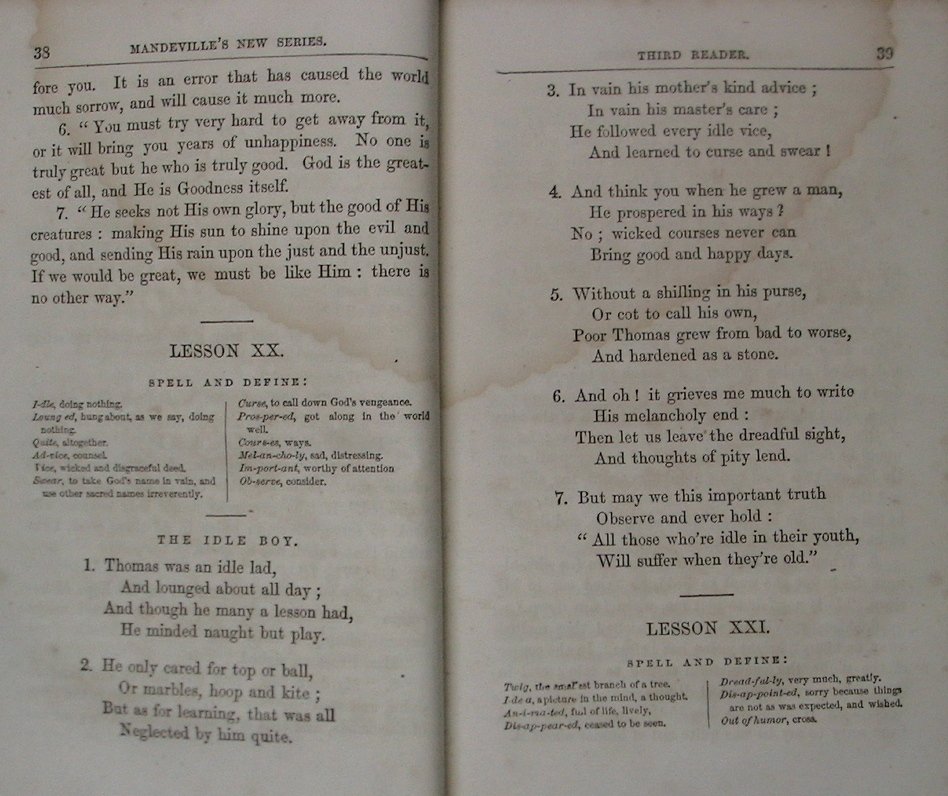 38
MANDEVILLE'S NEW SERIES.
fore you. It is an error that has caused the world
much sorrow, and will cause it much more.
6. “ You must try very hard to get away from it,
or it will bring you years of unhappiness. No one is
truly great but he who is truly good. God is the great-
est of all, and He is Goodness itself.
7. “ He seeks not His own glory, but the good of His
creatures : making His sun to shine upon the evil and
good, and sending His rain upon the just and the unjust.
If we would be great, we must be like Him : there is
no other way.”
LESSON XX.
SPELL AND DEFINE:
I-dle, doing nothing.
Loung ed, hung about, as we say, doing
nothing.
Quite, altogether.
Ad-vice, counsel.
Vice, wicked and disgraceful deed.
Swear, to take God's name in vain, and
use other sacred names irreverently.
Curse, to call down God's vengeance.
Pros-per-ed, got along in the world
well.
Cours-es, ways.
Mel-an-cho-ly, sad, distressing.
Im-port-ant, worthy of attention
Ob-serve, consider.
THE IDLE BOY.
1. Thomas was an idle lad,
And lounged about all day ;
And though he many a lesson had,
He minded naught but play.
2. He only cared for top or ball,
Or marbles, hoop and kite ;
But as for learning, that was all
Neglected by him quite.
THIRD READER.
39
3. In vain his mother's kind advice ;
In vain his master's care ;
He followed every idle vice,
And learned to curse and swear !
4. And think you when he grew a man,
He prospered in his ways ?
No ; wicked courses never can
Bring good and happy days.
5. Without a shilling in his purse,
Or cot to call his own,
Poor Thomas grew from bad to worse,
And hardened as a stone.
6. And oh ! it grieves me much to write
His melancholy end :
Then let us leave the dreadful sight,
And thoughts of pity lend.
7. But may we this important truth
Observe and ever hold :
“ All those who're idle in their youth,
Will suffer when they're old.”
LESSON XXI.
SPELL AND DEFINE:
Twig, the smallest branch of a tree.
I-de a, a picture in the mind, a thought.
An-i-ma-ted, full of life, lively,
Dis-ap-pear-ed, ceased to be seen.
Dread-ful-ly, very much, greatly.
Dis-ap-point-ed, sorry because things
are not as was expected, and wished.
Out of humor, cross.